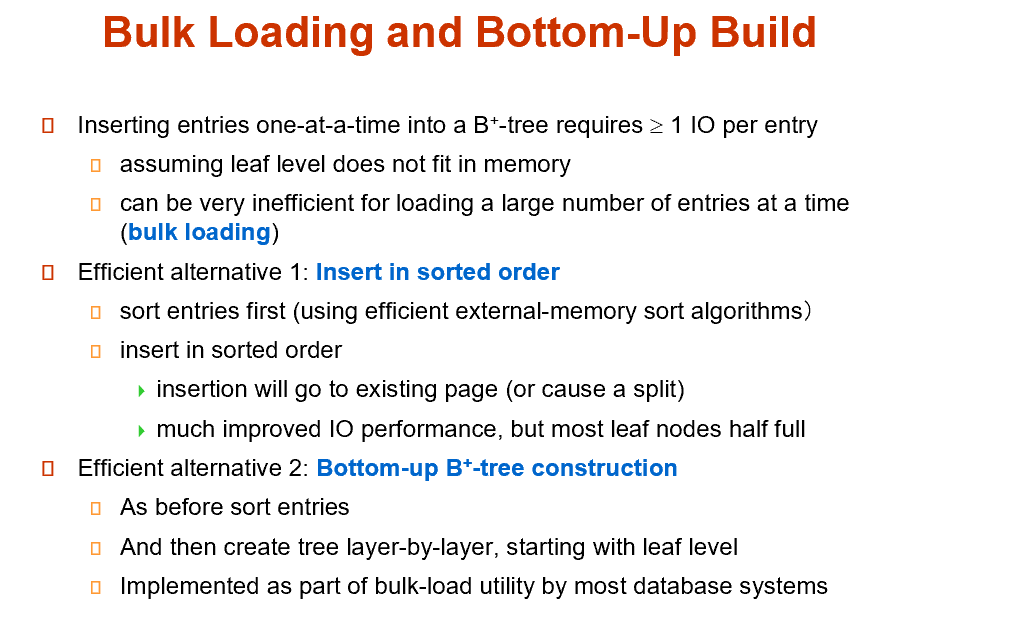 Bulk Loading and Bottom-Up Build
Inserting entries one-at-a-time into a B⁺-tree requires ≥ 1 IO per entry
assuming leaf level does not fit in memory
can be very inefficient for loading a large number of entries at a time
(bulk loading)
Efficient alternative 1: Insert in sorted order
sort entries first (using efficient external-memory sort algorithms）
insert in sorted order
insertion will go to existing page (or cause a split)
much improved IO performance, but most leaf nodes half full
Efficient alternative 2: Bottom-up B⁺-tree construction
As before sort entries
And then create tree layer-by-layer, starting with leaf level
Implemented as part of bulk-load utility by most database systems